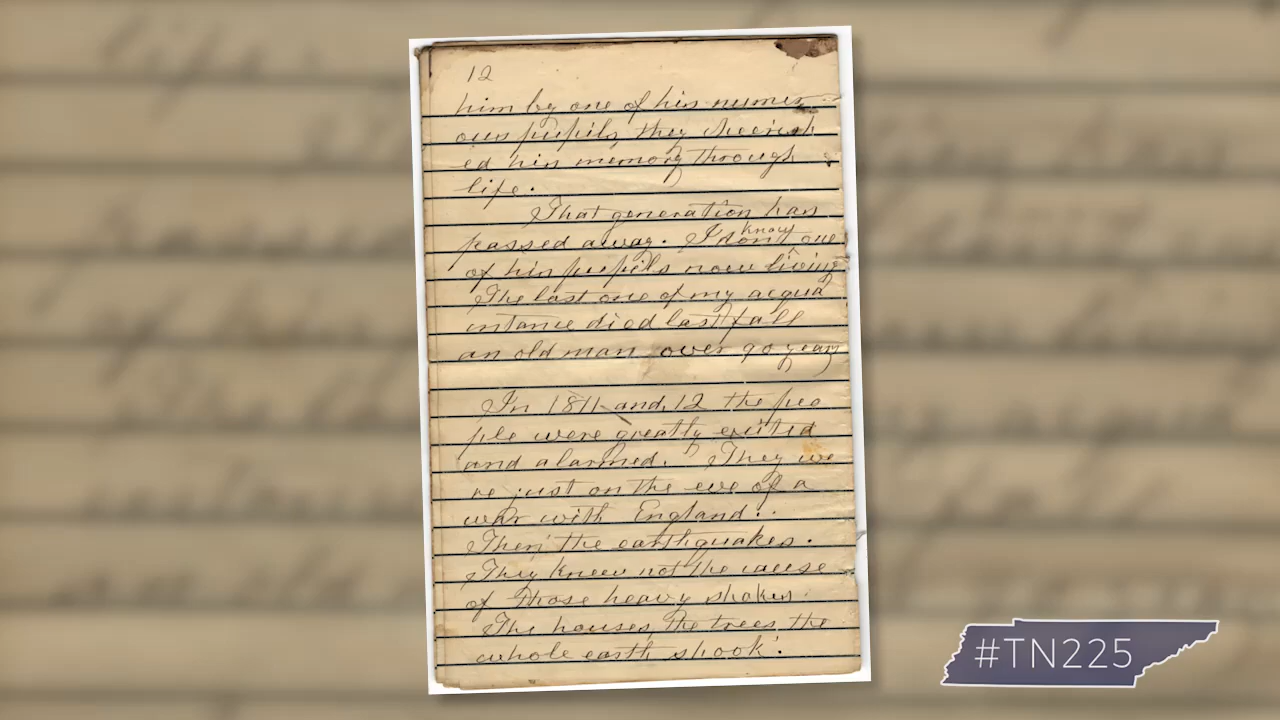 12
him by one of his numer
ous pupils, they cheerish
ed his memory through
life.
That generation has
passed away. I don know one
of his pupils now living
The last one of my acqua
intance died last fall
an old man over 90 years
In 1811 and 12 the peo
ple were greatly exited
and alarmed. They we
re just on the eve of a
war with England.
Then the earthquakes.
They knew not the cause
of those heavy shakes
The houses, the trees the
whole earth shook.
#TN225